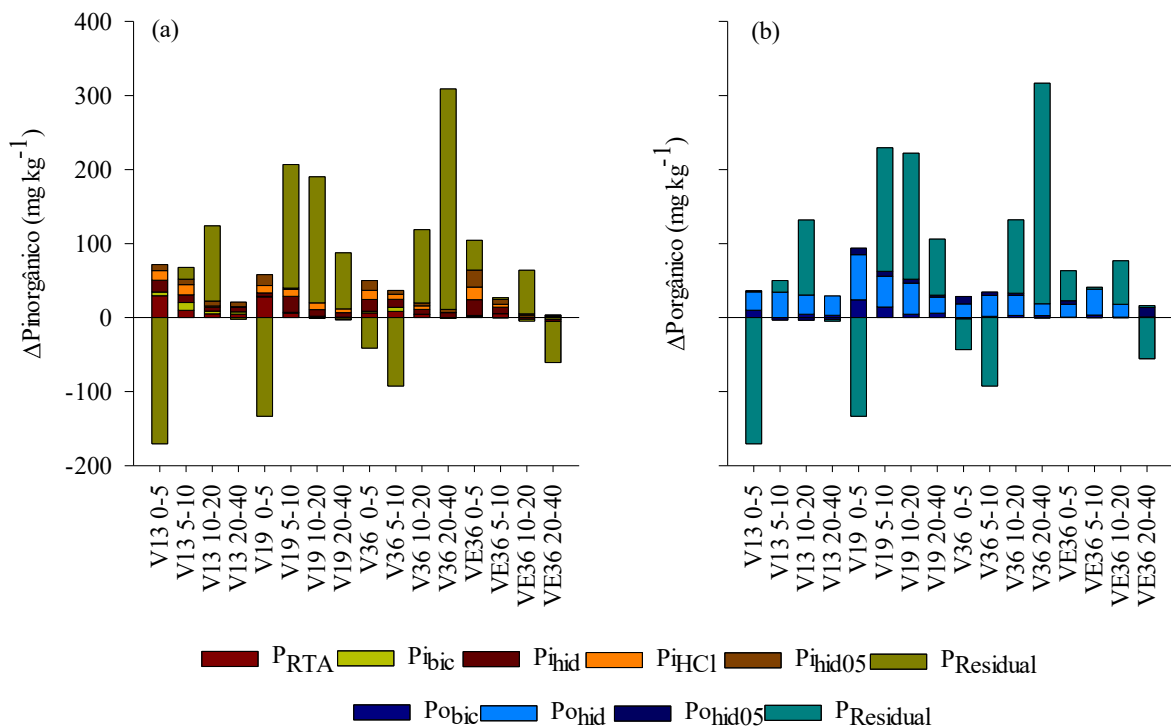 (a)
ΔPinorgânico (mg kg⁻¹)
400
300
200
100
0
-100
-200
V13 0-5
V13 5-10
V13 10-20
V13 20-40
V19 0-5
V19 5-10
V19 10-20
V19 20-40
V36 0-5
V36 5-10
V36 10-20
V36 20-40
VE36 0-5
VE36 5-10
VE36 10-20
VE36 20-40
(b)
ΔPorgânico (mg kg⁻¹)
V13 0-5
V13 5-10
V13 10-20
V13 20-40
V19 0-5
V19 5-10
V19 10-20
V19 20-40
V36 0-5
V36 5-10
V36 10-20
V36 20-40
VE36 0-5
VE36 5-10
VE36 10-20
VE36 20-40
PRTA Pibic Pihid PiHCl Pihid05 PResidual
Pobic Pohid Pohid05 PResidual